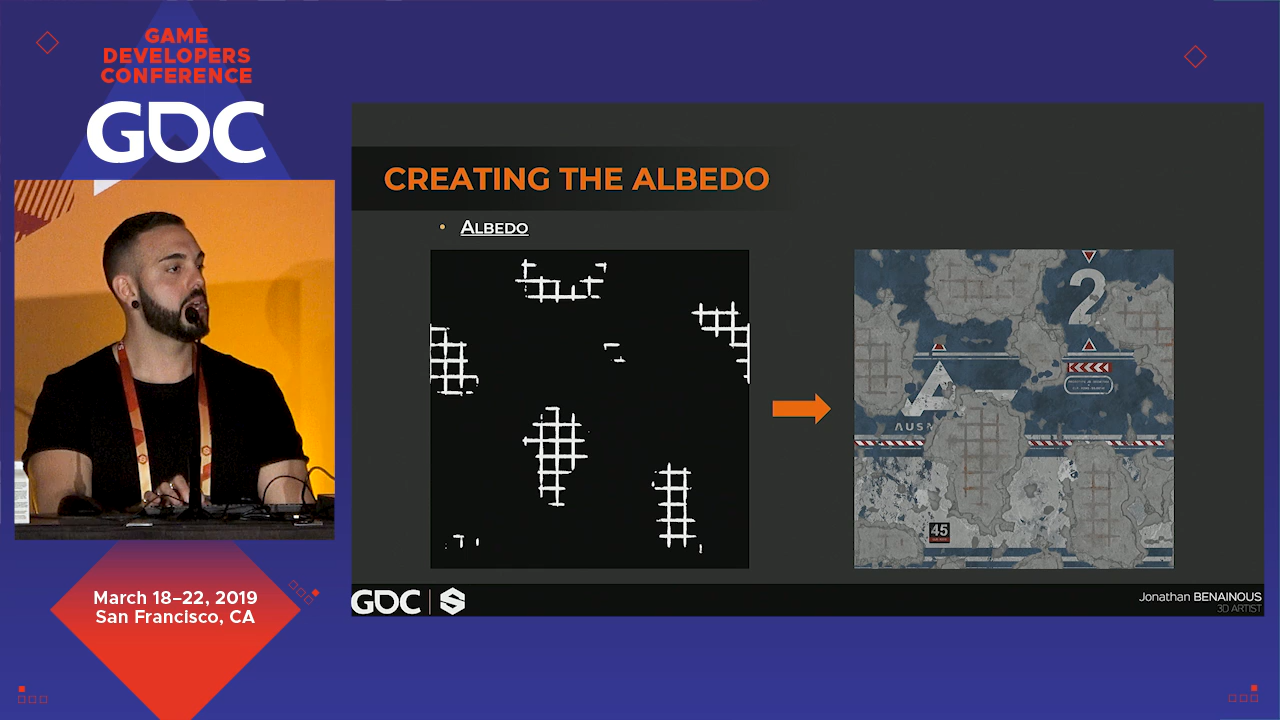 GAME
DEVELOPERS
CONFERENCE
GDC
CREATING THE ALBEDO
• ALBEDO
2
A
AUS
45
March 18–22, 2019
San Francisco, CA
GDC
Jonathan BENAINOUS
3D ARTIST